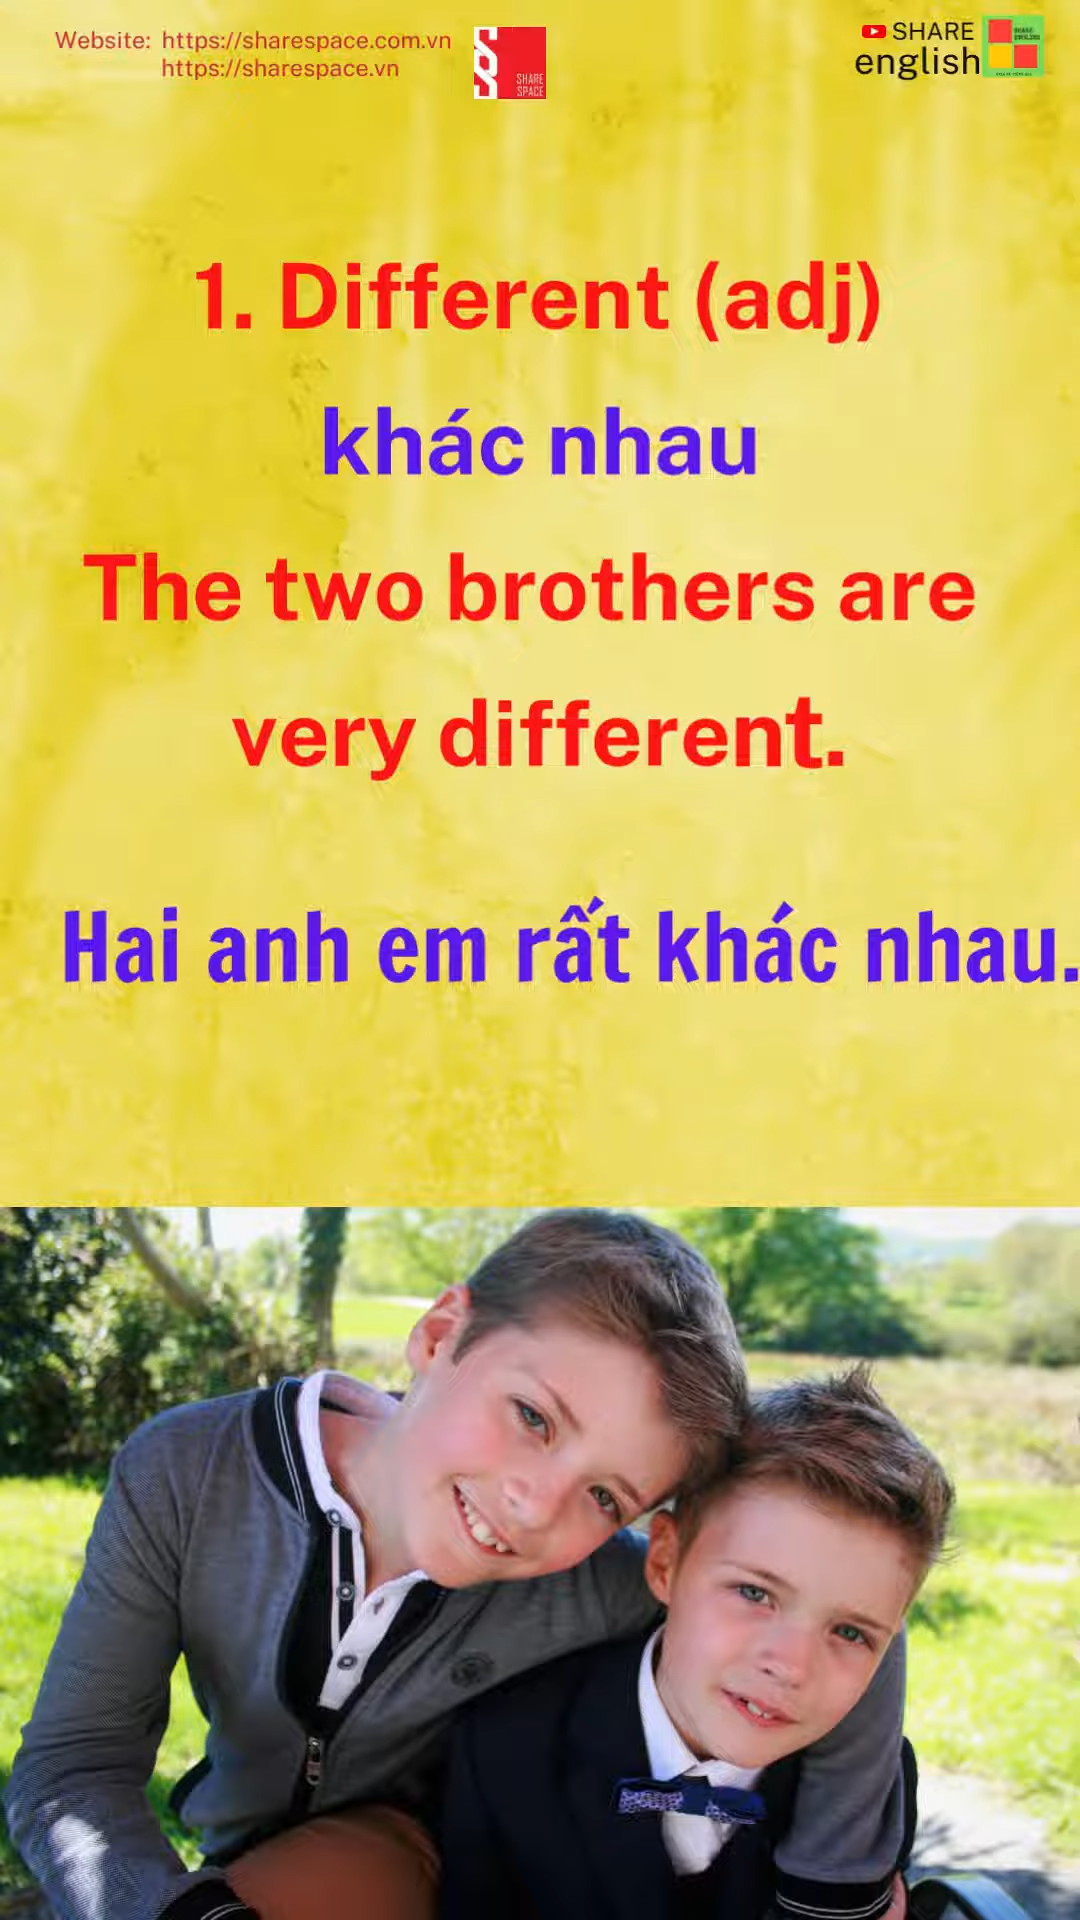 Website: https://sharespace.com.vn
https://sharespace.vn
SHARE
SPACE
SHARE
english
1. Different (adj)
khác nhau
The two brothers are
very different.
Hai anh em rất khác nhau.